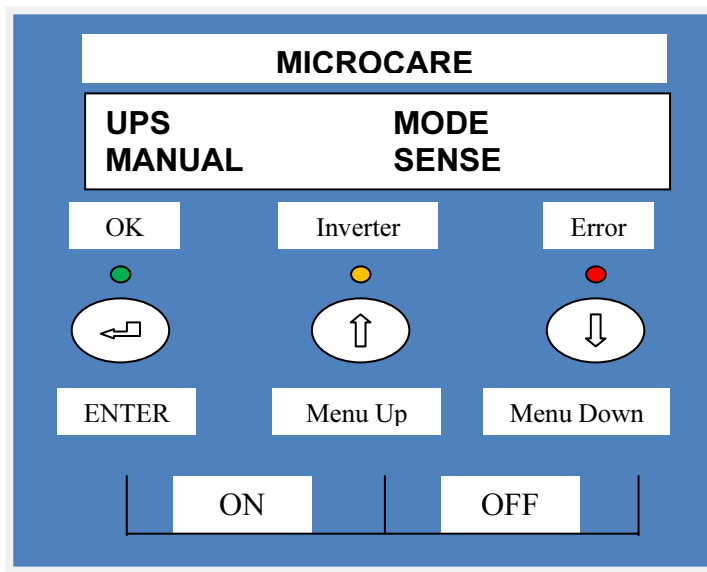 MICROCARE
UPS MODE
MANUAL SENSE
OK Inverter Error
ENTER Menu Up Menu Down
ON OFF